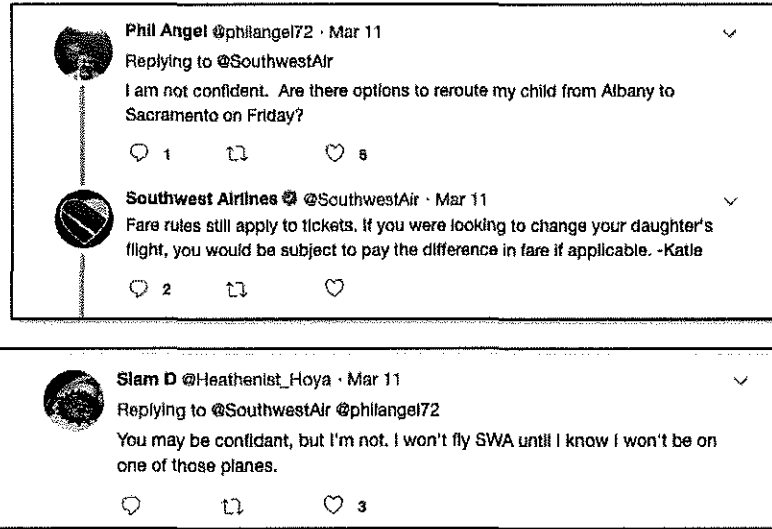 Phil Angel @philangel72 · Mar 11
Replying to @SouthwestAir
I am not confident. Are there options to reroute my child from Albany to
Sacramento on Friday?
1 6
Southwest Airlines @SouthwestAir · Mar 11
Fare rules still apply to tickets. If you were looking to change your daughter's
flight, you would be subject to pay the difference in fare if applicable. -Katie
2
Slam D @Heathenist_Hoya · Mar 11
Replying to @SouthwestAir @philangel72
You may be confidant, but I'm not. I won't fly SWA until I know I won't be on
one of those planes.
3